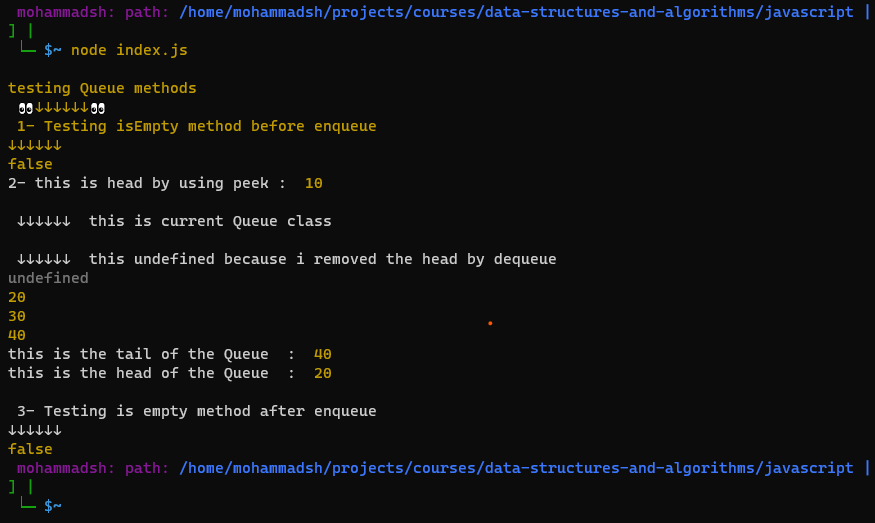 mohammadsh: path: /home/mohammadsh/projects/courses/data-structures-and-algorithms/javascript |
] |
└─ $~ node index.js
testing Queue methods
👀↓↓↓↓↓↓👀
1- Testing isEmpty method before enqueue
↓↓↓↓↓↓
false
2- this is head by using peek :  10
↓↓↓↓↓↓  this is current Queue class
↓↓↓↓↓↓  this undefined because i removed the head by dequeue
undefined
20
30
40
this is the tail of the Queue  :  40
this is the head of the Queue  :  20
3- Testing is empty method after enqueue
↓↓↓↓↓↓
false
mohammadsh: path: /home/mohammadsh/projects/courses/data-structures-and-algorithms/javascript |
] |
└─ $~